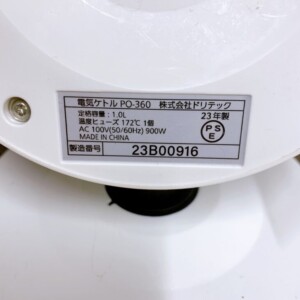 電気ケトル PO-360 株式会社ドリテック
定格容量：1.0L 23年製
温度ヒューズ 172℃ 1個
AC 100V(50/60Hz) 900W
MADE IN CHINA
PS
E
製造番号 23B00916